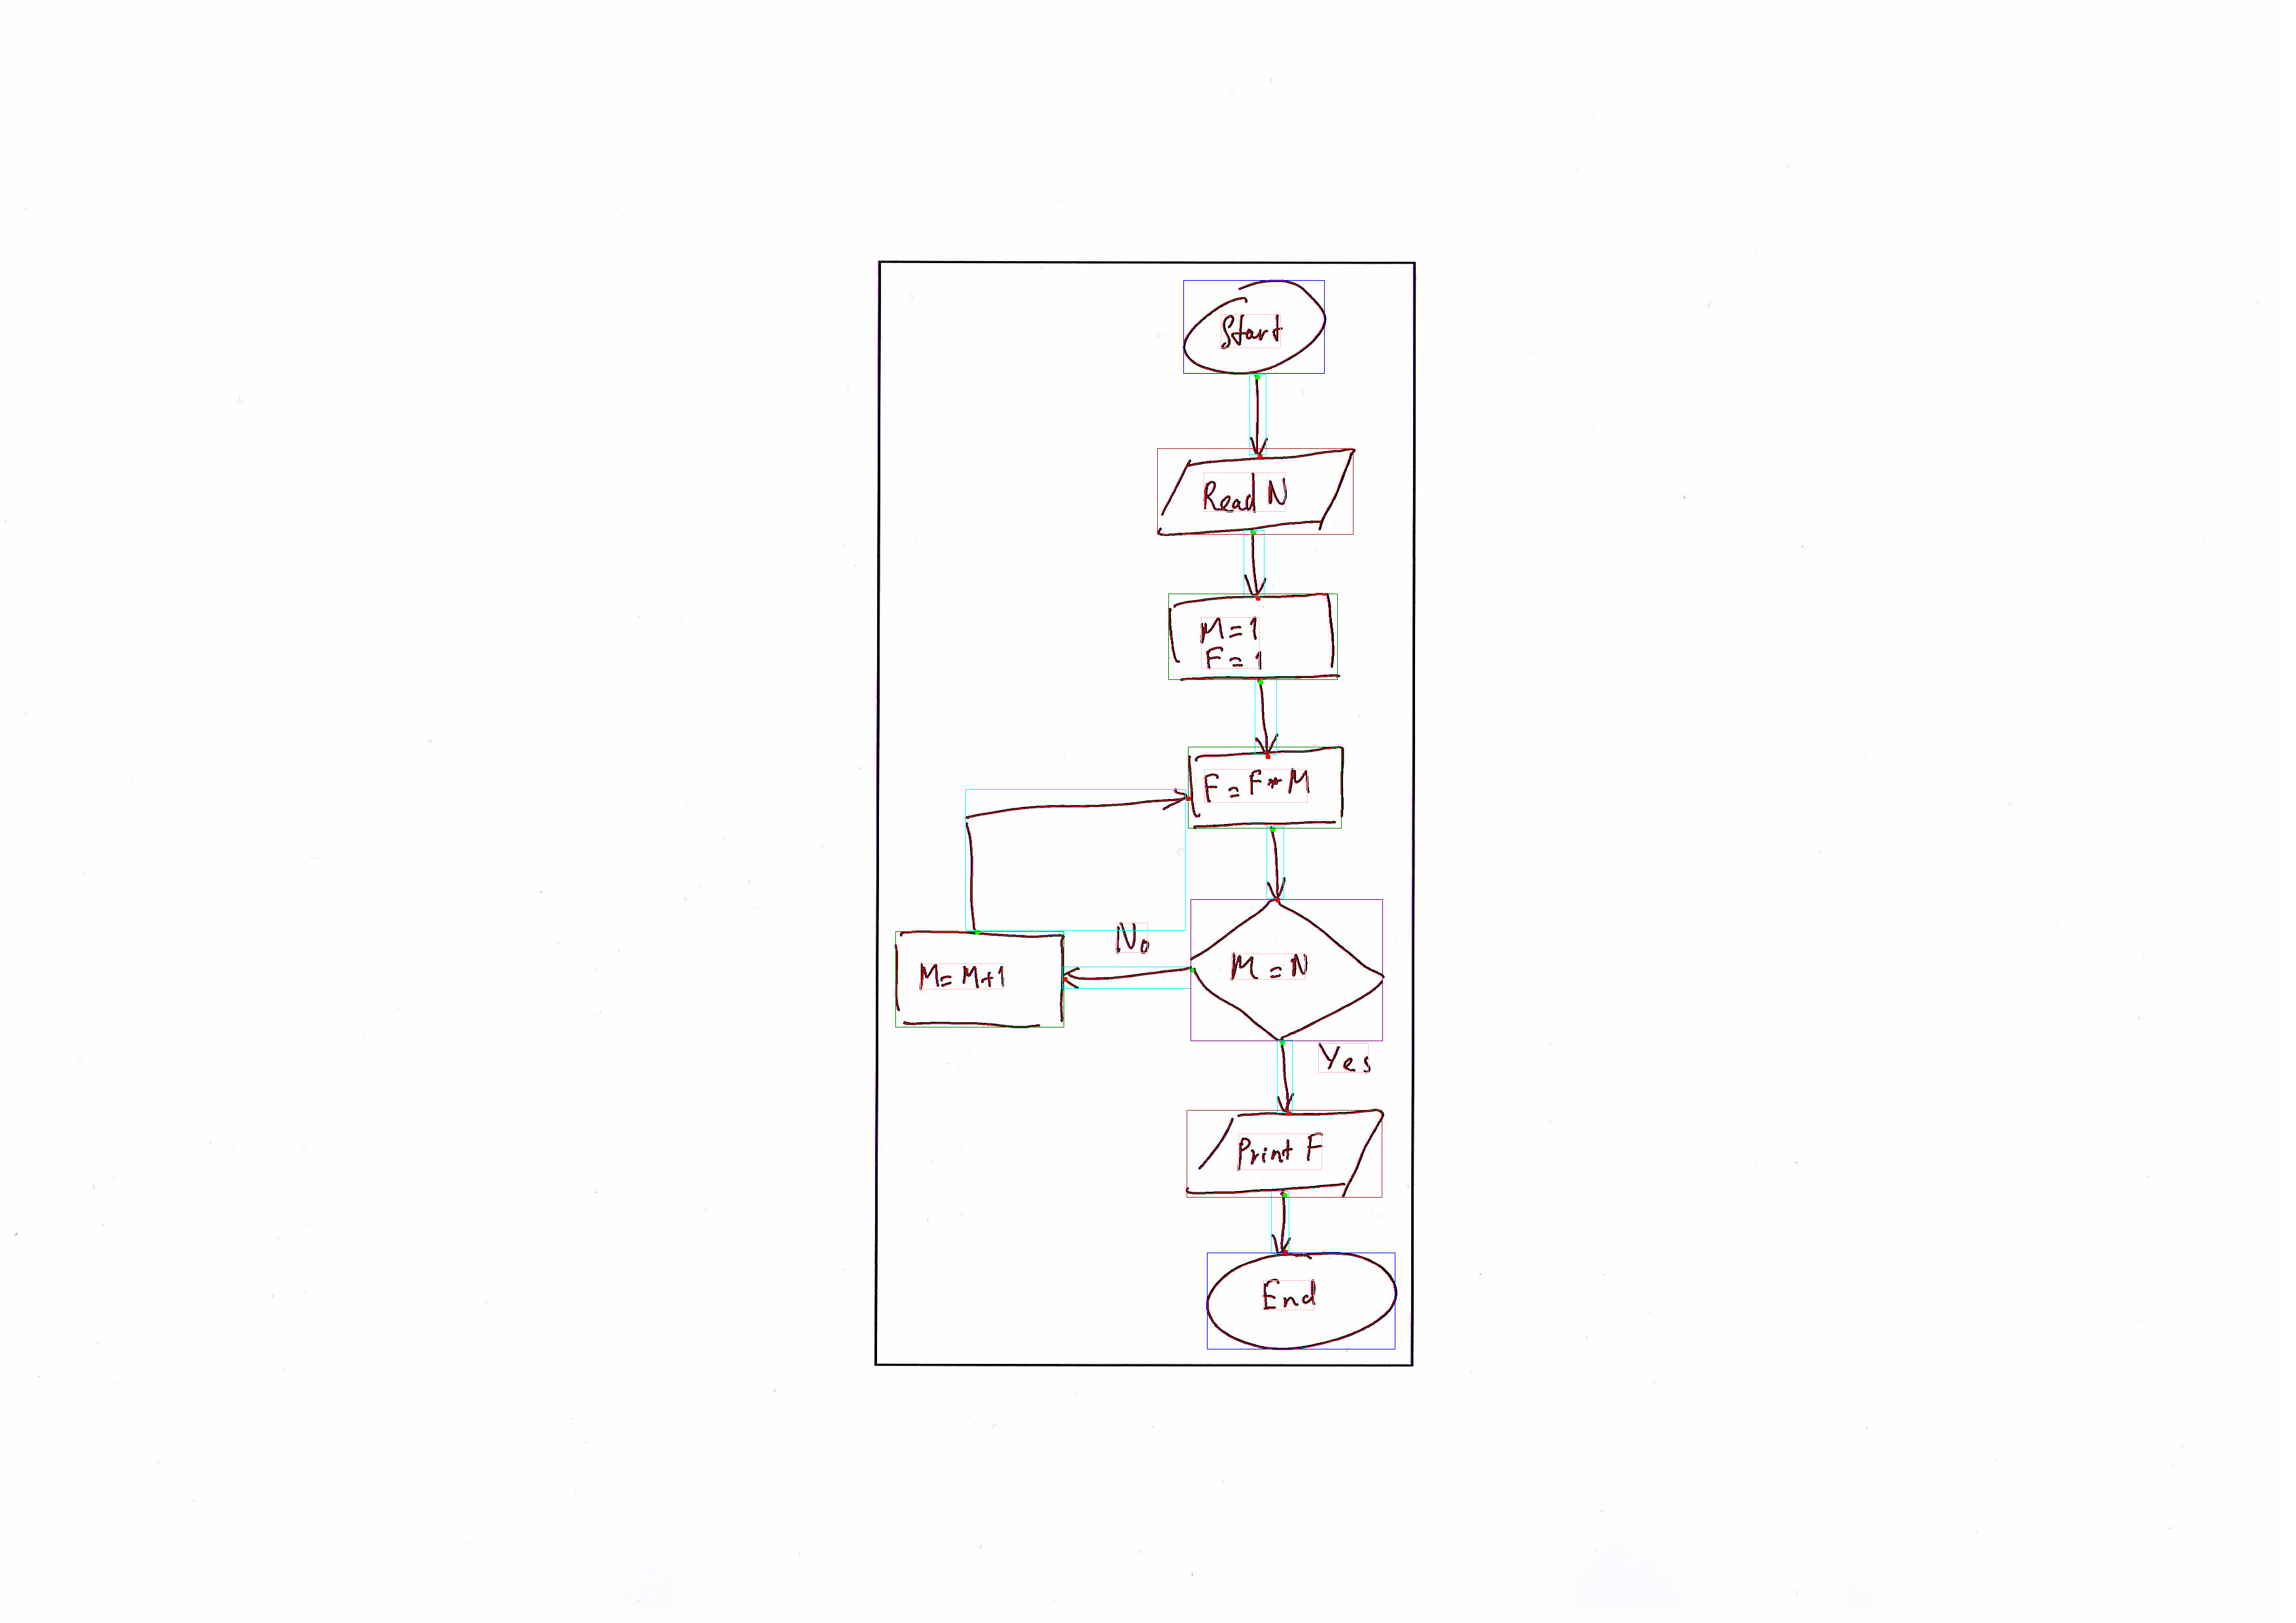 Start
Read N
M = 1
F = 1
F = F * M
No
M = N
M = M + 1
Yes
Print F
End